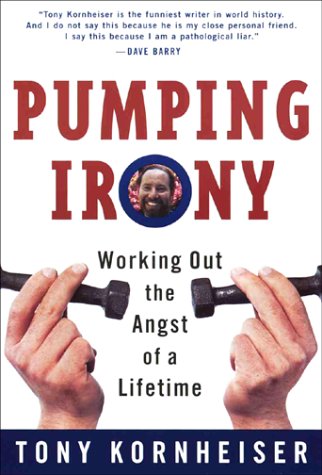 "Tony Kornheiser is the funniest writer in world history.
And I do not say this because he is my close personal friend.
I say this because I am a pathological liar."
—DAVE BARRY
PUMPING
IRONY
Working Out
the
Angst
of a
Lifetime
TONY KORNHEISER